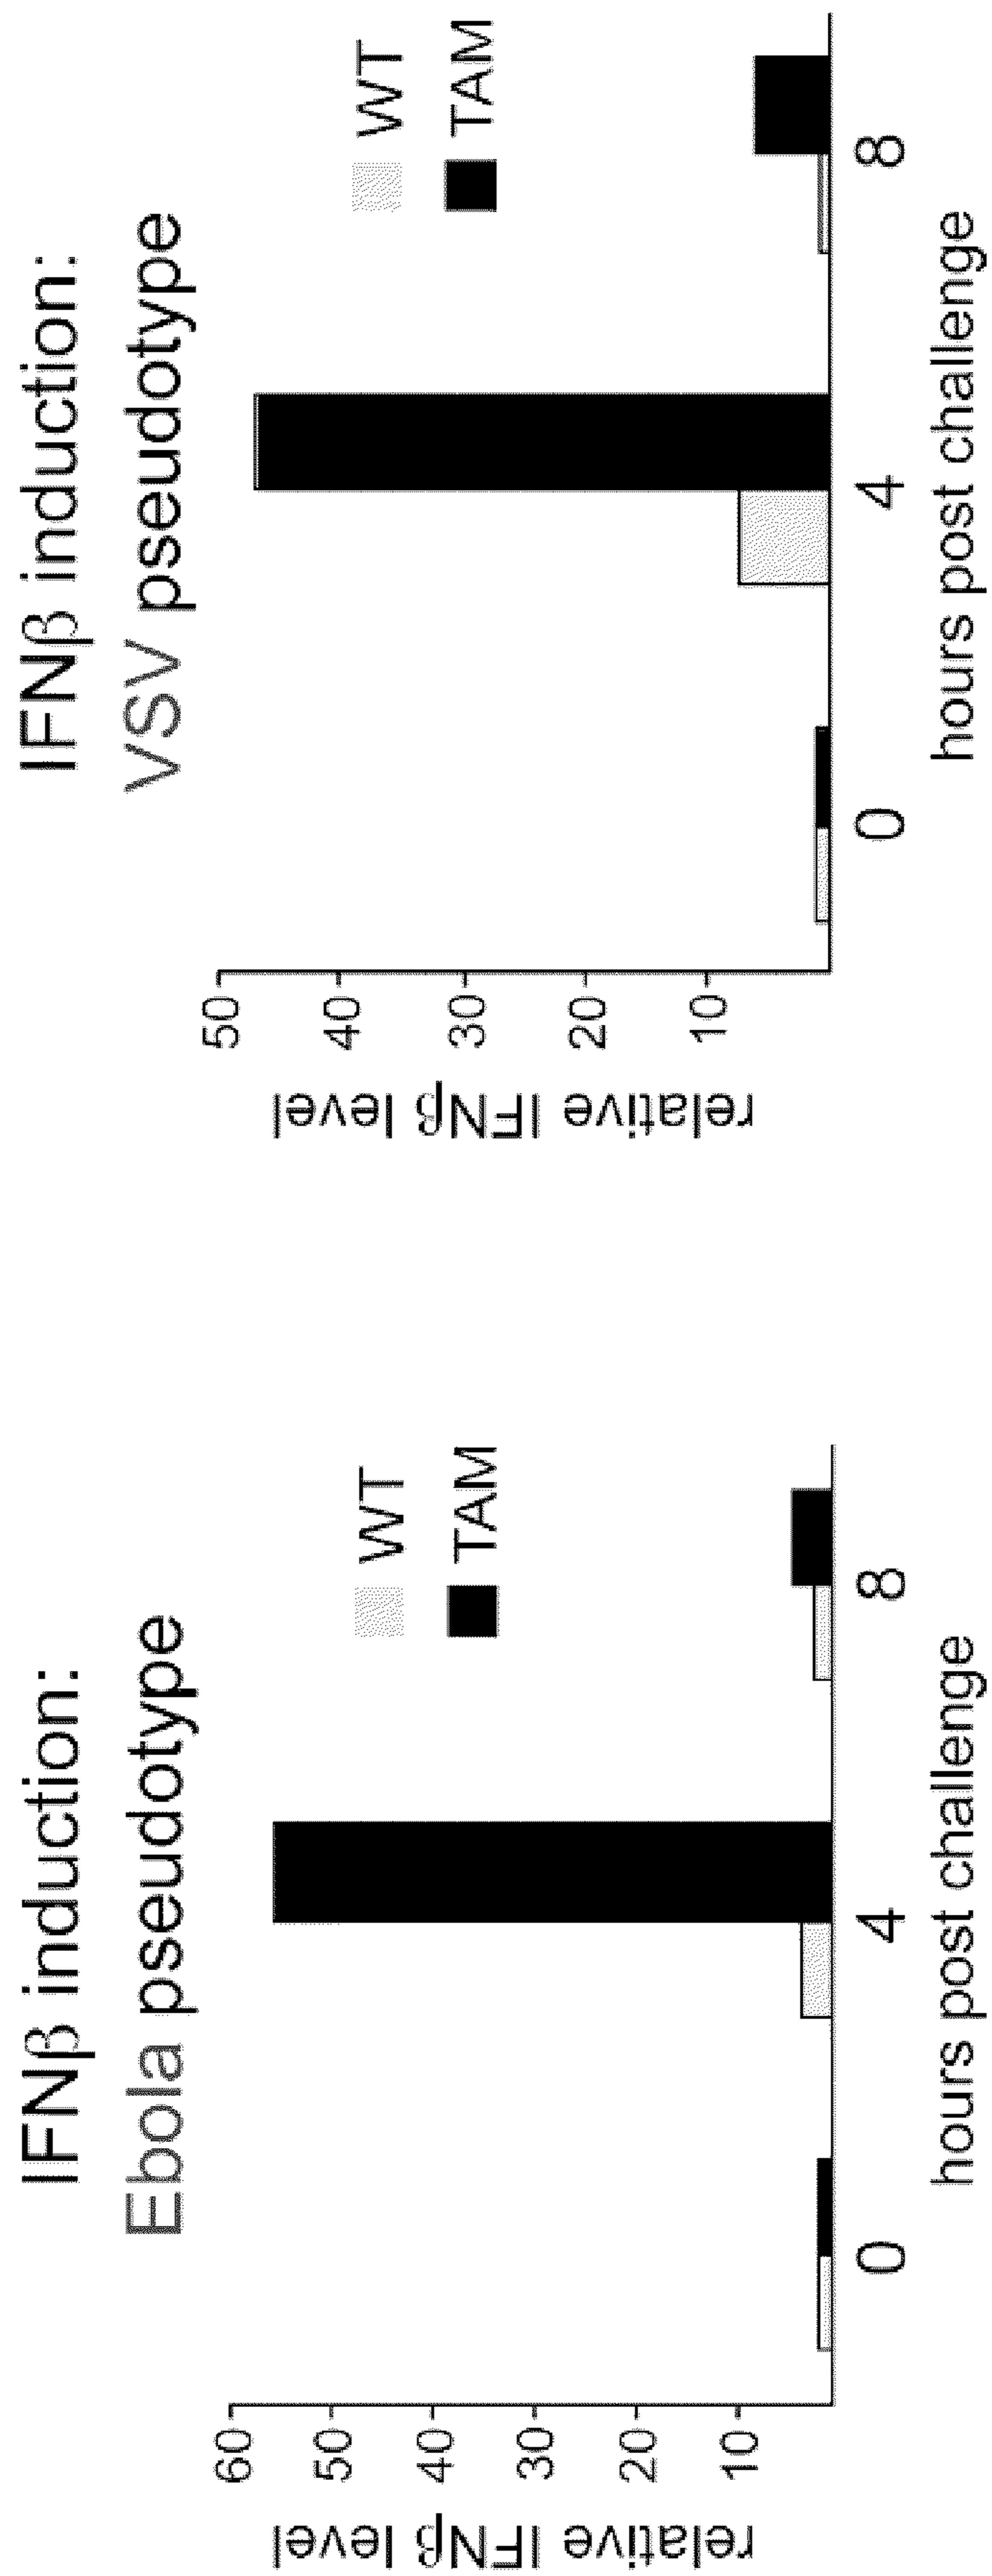 IFNβ induction:
Ebola pseudotype
WT
TAM
60
50
40
30
20
10
relative IFNβ level
0
4
8
hours post challenge
IFNβ induction:
VSV pseudotype
WT
TAM
50
40
30
20
10
relative IFNβ level
0
4
8
hours post challenge